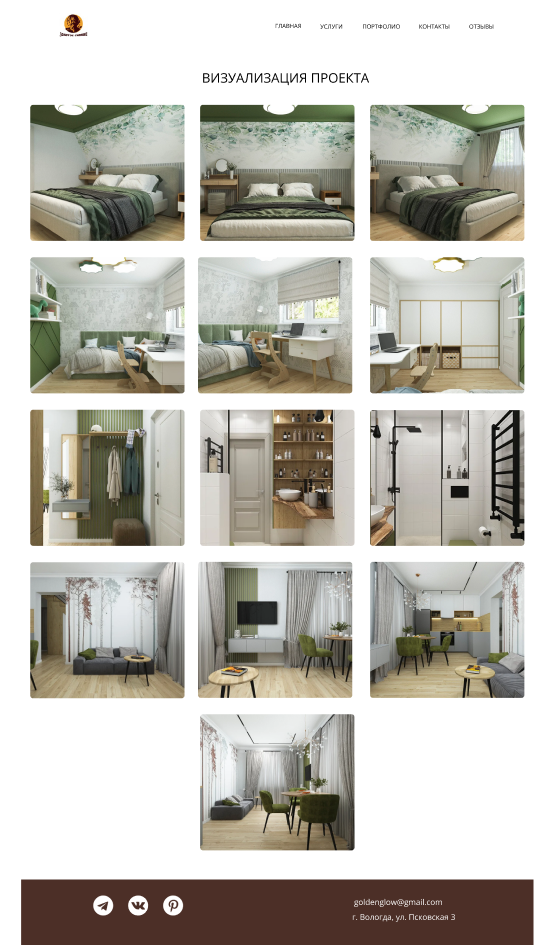 ГЛАВНАЯ УСЛУГИ ПОРТФОЛИО КОНТАКТЫ ОТЗЫВЫ
ВИЗУАЛИЗАЦИЯ ПРОЕКТА
goldenglow@gmail.com
г. Вологда, ул. Псковская 3